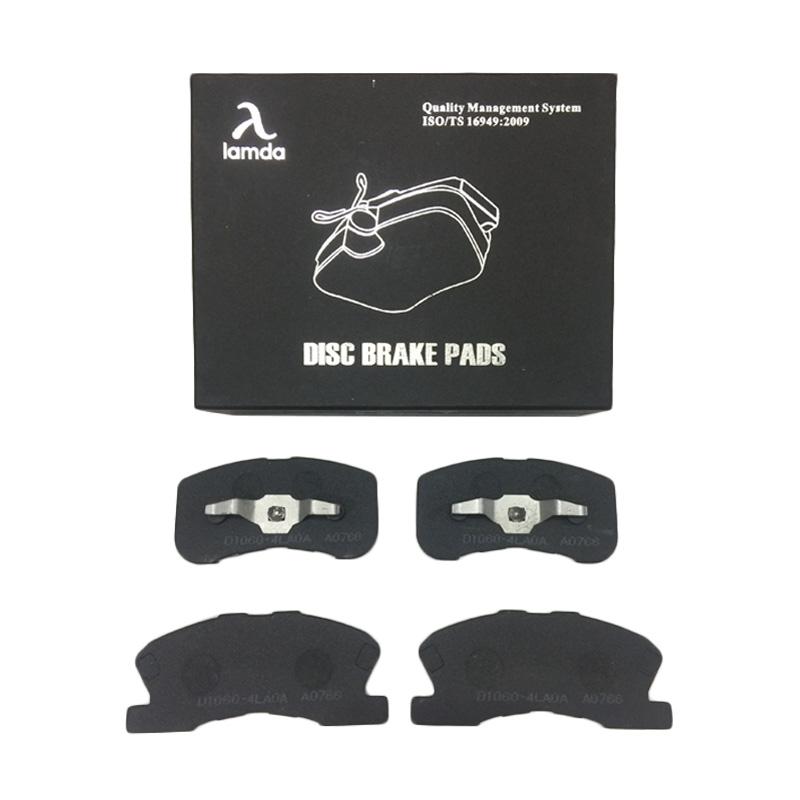 λ
lamda
Quality Management System
ISO/TS 16949:2009
DISC BRAKE PADS
D1060-4LA0A A0766
D1060-4LA0A A0766
D1060-4LA0A A0766
D1060-4LA0A A0766